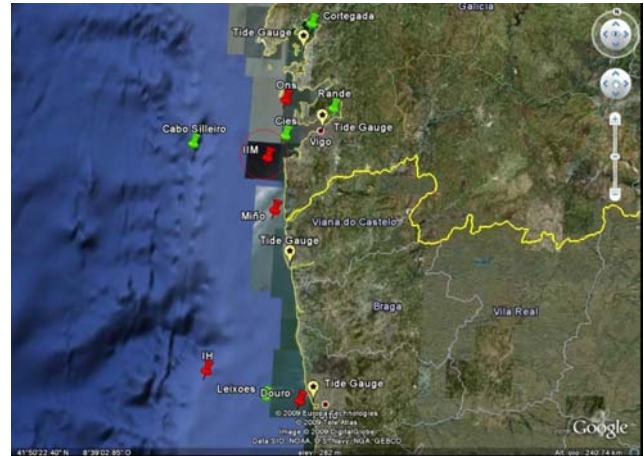 Galicia
Cortegada
Tide Gauge
Ons
Rande
Cies
Tide Gauge
Cabo Silleiro
Vigo
IIM
Miño
Viana do Castelo
Tide Gauge
Braga
Vila Real
IH
Leixoes
Douro
Tide Gauge
© 2009 Europa Technologies
© 2009 Tele Atlas
Image © 2009 DigitalGlobe
Data SIO, NOAA, U.S. Navy, NGA, GEBCO
Google
41°50'22.40" N 8°39'02.85" O
elev 282 m
Alt. ojo 240.74 km